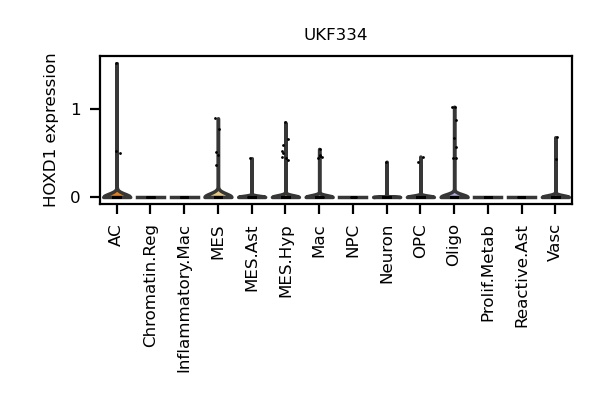 UKF334
HOXD1 expression
1
0
AC
Chromatin.Reg
Inflammatory.Mac
MES
MES.Ast
MES.Hyp
Mac
NPC
Neuron
OPC
Oligo
Prolif.Metab
Reactive.Ast
Vasc